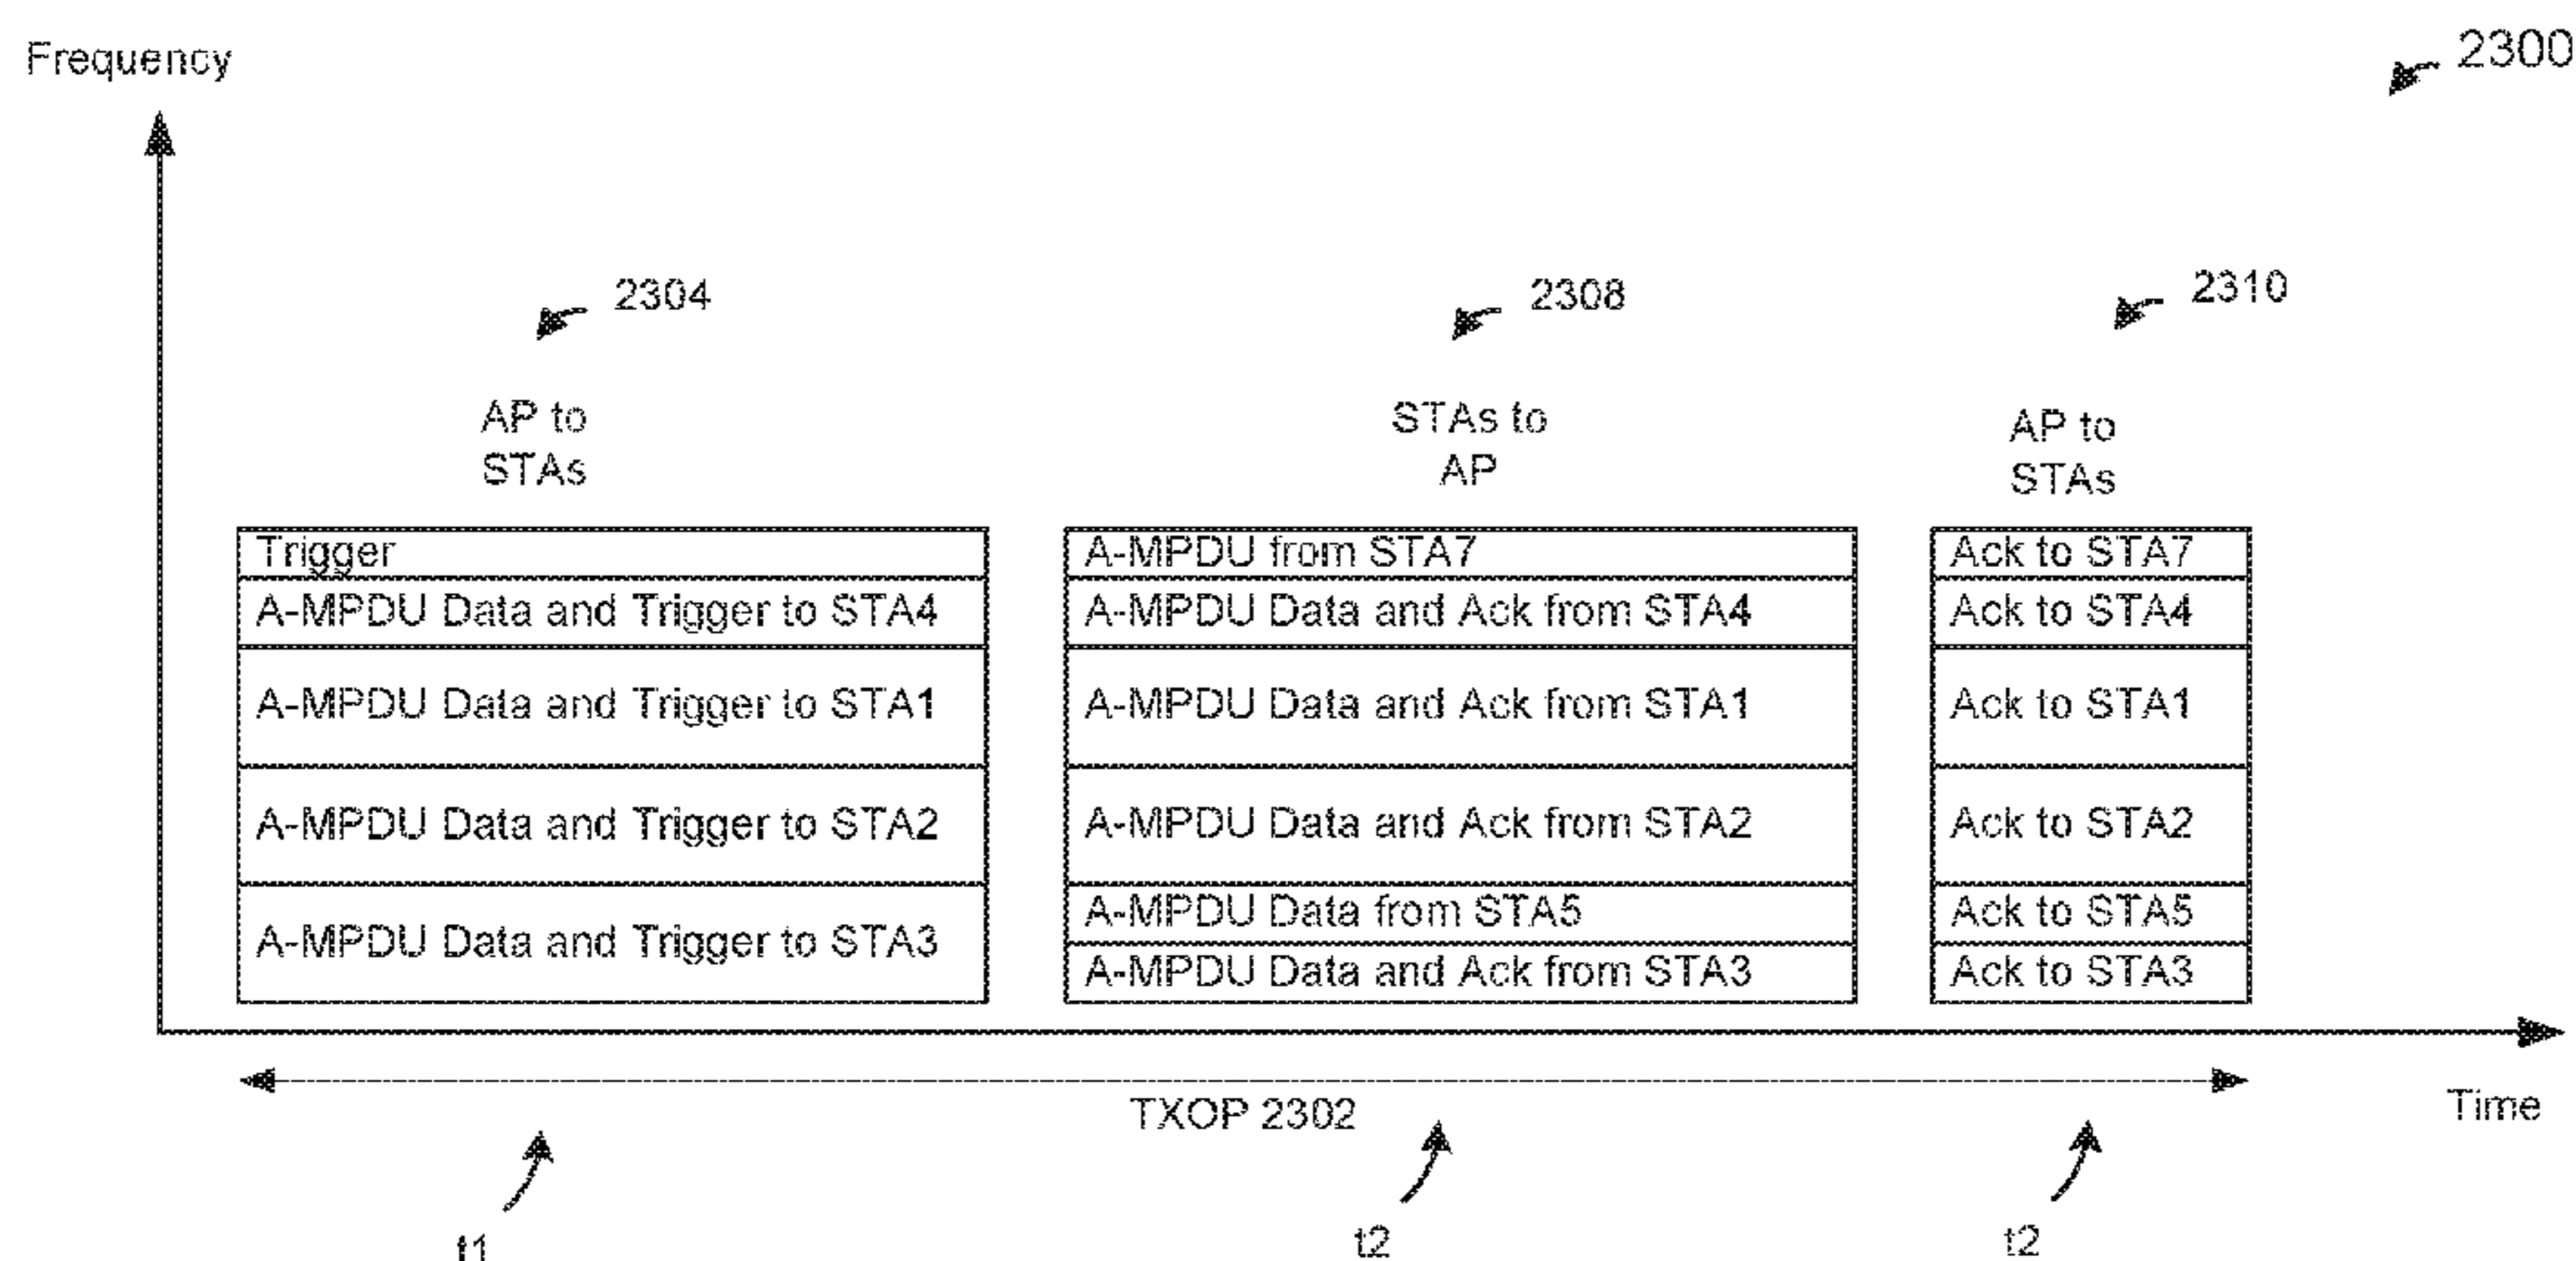 Frequency
2300
2304
2308
2310
AP to
STAs
STAs to
AP
AP to
STAs
Trigger
A-MPDU Data and Trigger to STA4
A-MPDU Data and Trigger to STA1
A-MPDU Data and Trigger to STA2
A-MPDU Data and Trigger to STA3
A-MPDU from STA7
A-MPDU Data and Ack from STA4
A-MPDU Data and Ack from STA1
A-MPDU Data and Ack from STA2
A-MPDU Data from STA5
A-MPDU Data and Ack from STA3
Ack to STA7
Ack to STA4
Ack to STA1
Ack to STA2
Ack to STA5
Ack to STA3
TXOP 2302
Time
t1
t2
t2